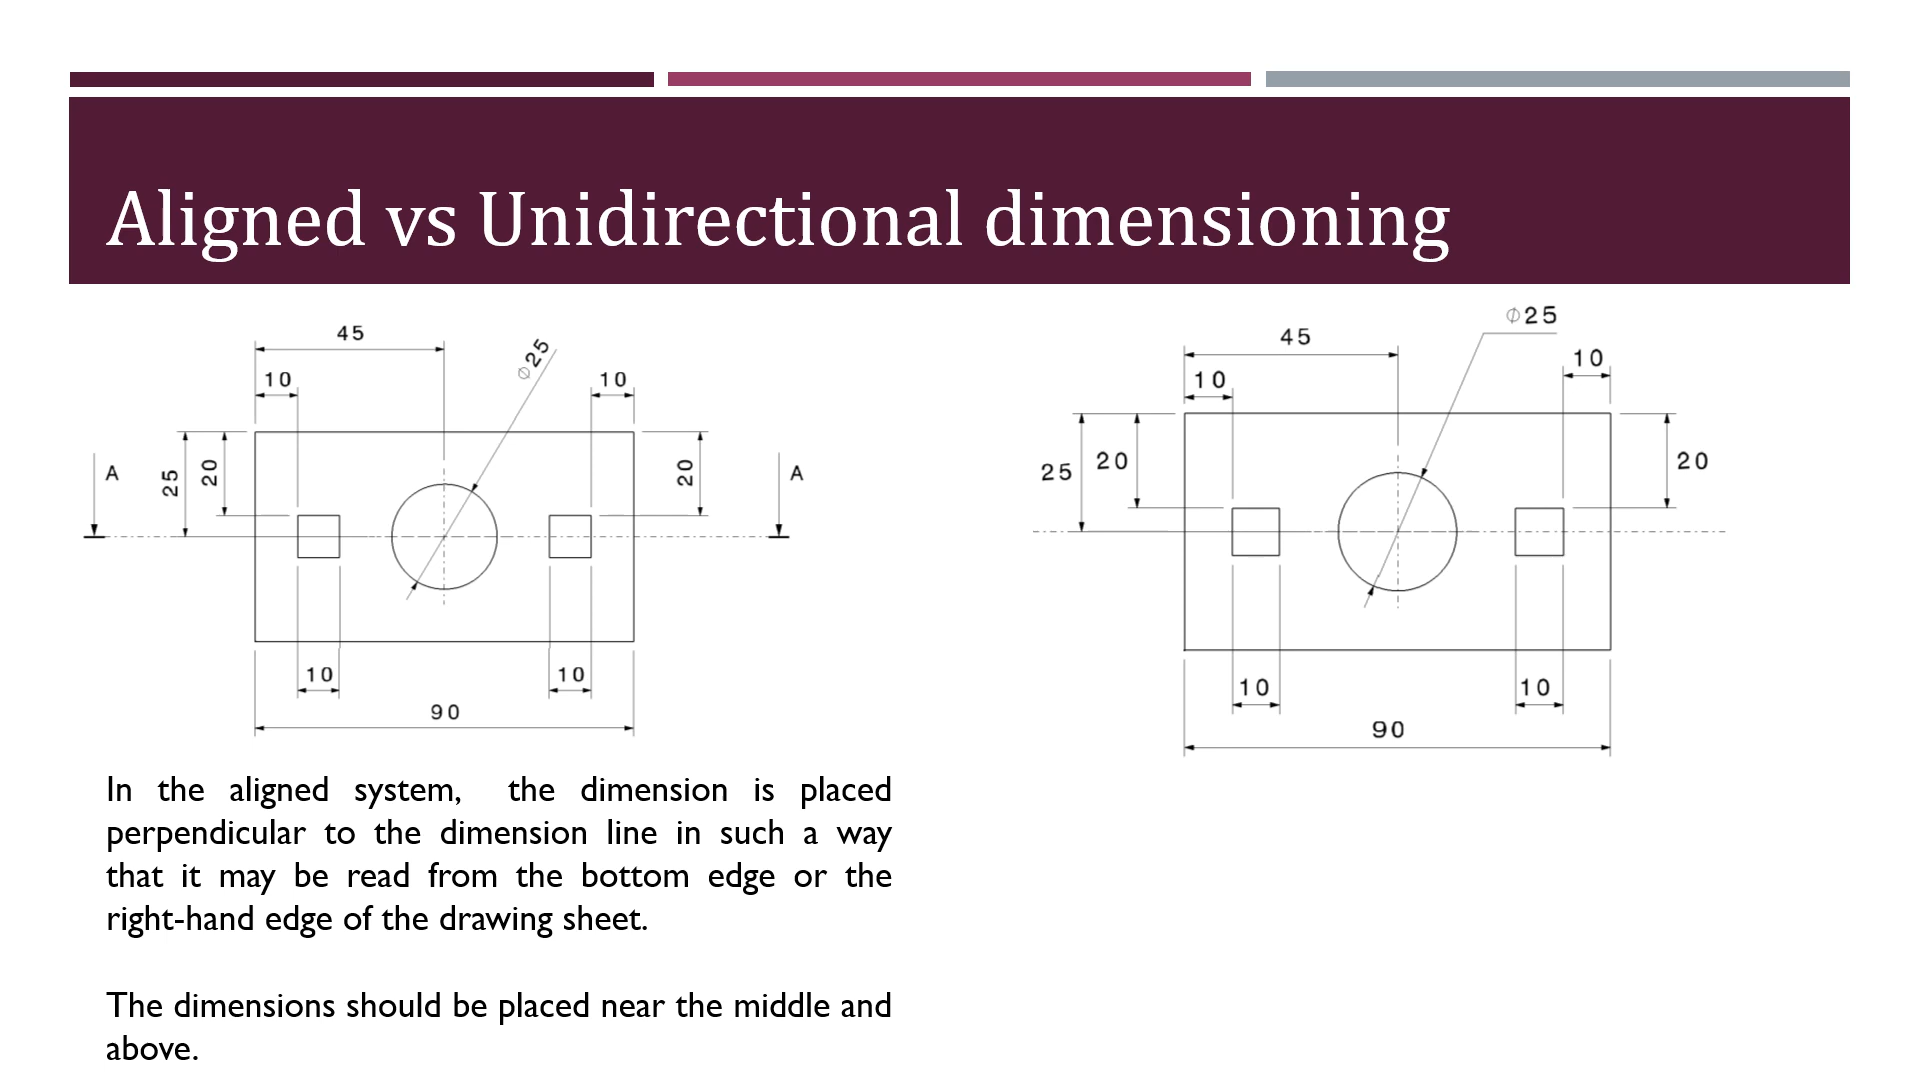 Aligned vs Unidirectional dimensioning
45
⌀25
10
10
A
25
20
20
A
10
10
90
⌀25
45
10
10
25
20
20
10
10
90
In the aligned system, the dimension is placed
perpendicular to the dimension line in such a way
that it may be read from the bottom edge or the
right-hand edge of the drawing sheet.
The dimensions should be placed near the middle and
above.